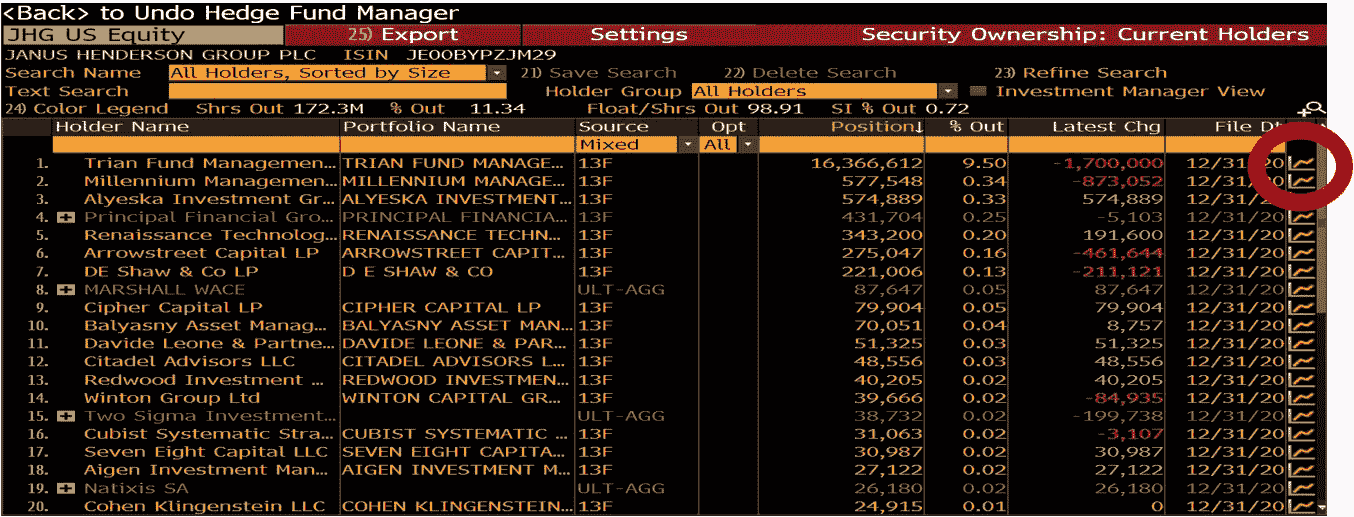 <Back> to Undo Hedge Fund Manager
JHG US Equity 25) Export Settings Security Ownership: Current Holders
JANUS HENDERSON GROUP PLC ISIN JE00BYPZJM29
Search Name All Holders, Sorted by Size 21) Save Search 22) Delete Search 23) Refine Search
Text Search Holder Group All Holders Investment Manager View
24) Color Legend Shrs Out 172.3M % Out 11.34 Float/Shrs Out 98.91 SI % Out 0.72
Holder Name Portfolio Name Source Opt Position↓ % Out Latest Chg File Dt
Mixed All
1. Trian Fund Managemen... TRIAN FUND MANAGE... 13F 16,366,612 9.50 -1,700,000 12/31/20
2. Millennium Managemen... MILLENNIUM MANAGE... 13F 577,548 0.34 -873,052 12/31/20
3. Alyeska Investment Gr... ALYESKA INVESTMENT... 13F 574,889 0.33 574,889 12/31/20
4. Principal Financial Gro... PRINCIPAL FINANCIA... 13F 431,704 0.25 -5,103 12/31/20
5. Renaissance Technolog... RENAISSANCE TECHN... 13F 343,200 0.20 191,600 12/31/20
6. Arrowstreet Capital LP ARROWSTREET CAPIT... 13F 275,047 0.16 -461,644 12/31/20
7. DE Shaw & Co LP D E SHAW & CO 13F 221,006 0.13 -211,121 12/31/20
8. MARSHALL WACE ULT-AGG 87,647 0.05 87,647 12/31/20
9. Cipher Capital LP CIPHER CAPITAL LP 13F 79,904 0.05 79,904 12/31/20
10. Balyasny Asset Manag... BALYASNY ASSET MAN... 13F 70,051 0.04 8,757 12/31/20
11. Davide Leone & Partne... DAVIDE LEONE & PAR... 13F 51,325 0.03 51,325 12/31/20
12. Citadel Advisors LLC CITADEL ADVISORS L... 13F 48,556 0.03 48,556 12/31/20
13. Redwood Investment ... REDWOOD INVESTMEN... 13F 40,205 0.02 40,205 12/31/20
14. Winton Group Ltd WINTON CAPITAL GR... 13F 39,666 0.02 -84,935 12/31/20
15. Two Sigma Investment... ULT-AGG 38,732 0.02 -199,738 12/31/20
16. Cubist Systematic Stra... CUBIST SYSTEMATIC ... 13F 31,063 0.02 -3,107 12/31/20
17. Seven Eight Capital LLC SEVEN EIGHT CAPITA... 13F 30,987 0.02 30,987 12/31/20
18. Aigen Investment Man... AIGEN INVESTMENT M... 13F 27,122 0.02 27,122 12/31/20
19. Natixis SA ULT-AGG 26,180 0.02 26,180 12/31/20
20. Cohen Klingenstein LLC COHEN KLINGENSTEIN... 13F 24,915 0.01 0 12/31/20